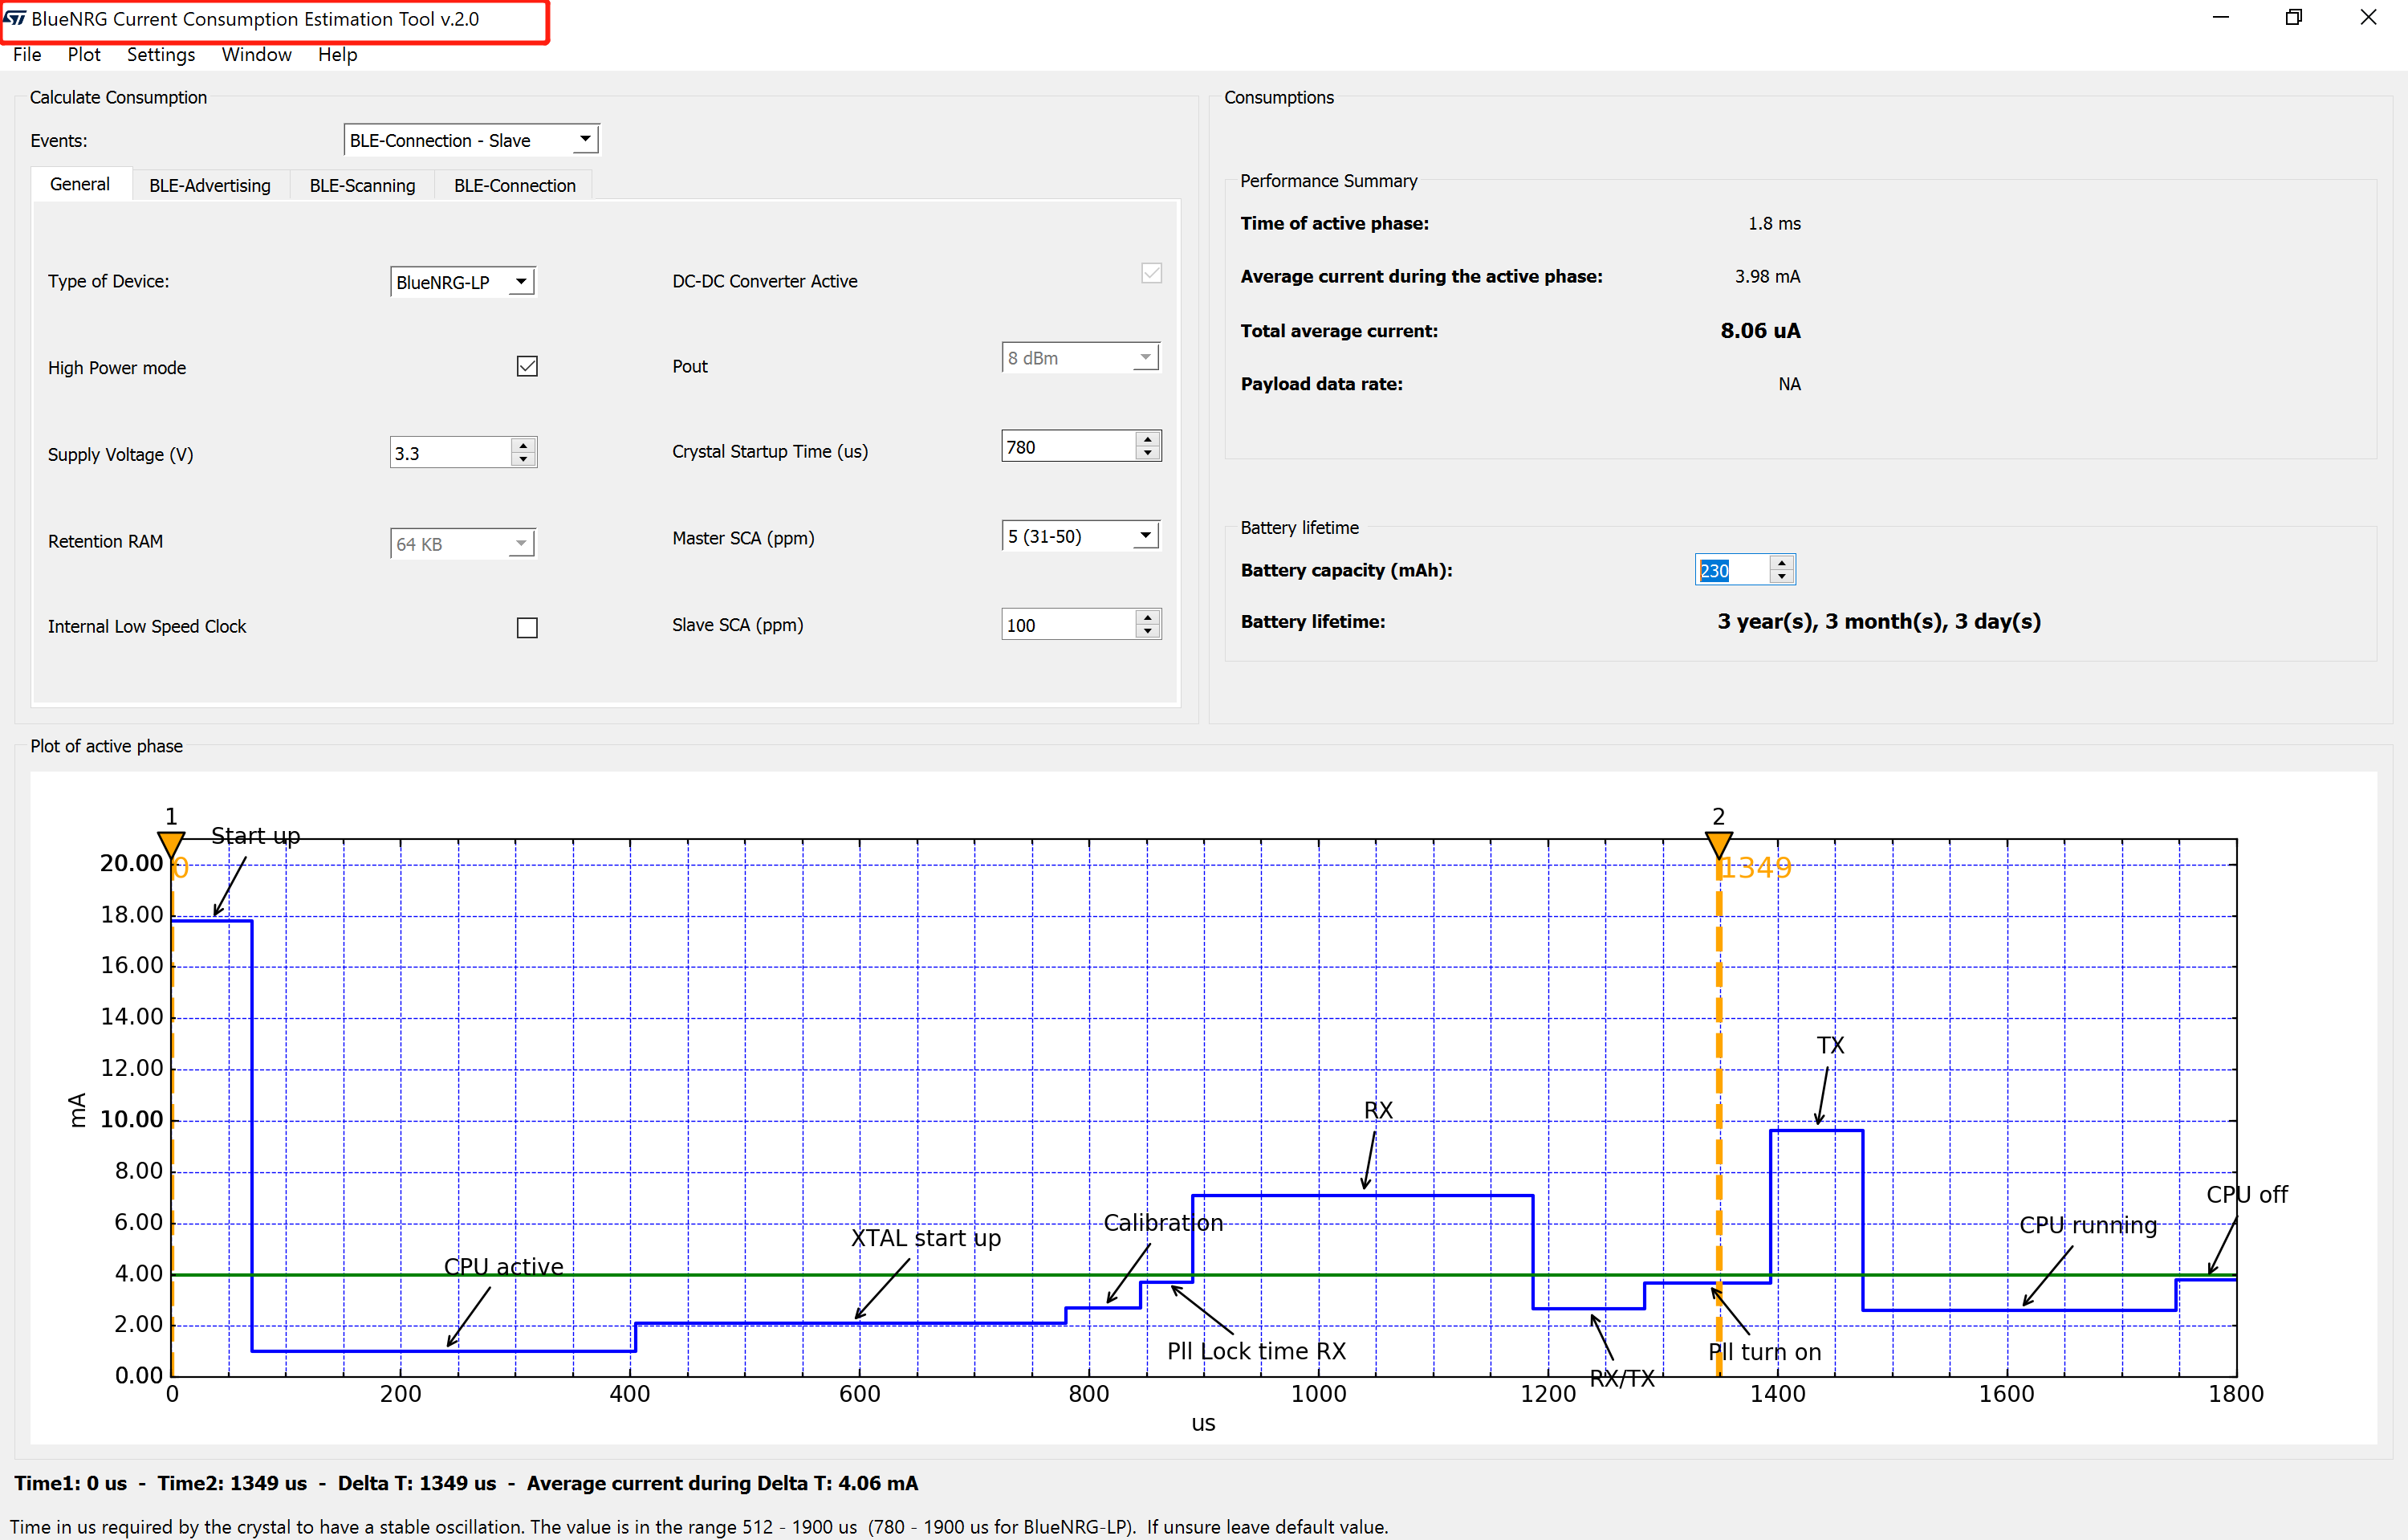 BlueNRG Current Consumption Estimation Tool v.2.0
File Plot Settings Window Help
Calculate Consumption
Events: BLE-Connection - Slave
General BLE-Advertising BLE-Scanning BLE-Connection
Type of Device: BlueNRG-LP DC-DC Converter Active
High Power mode Pout 8 dBm
Supply Voltage (V) 3.3 Crystal Startup Time (us) 780
Retention RAM 64 KB Master SCA (ppm) 5 (31-50)
Internal Low Speed Clock Slave SCA (ppm) 100
Consumptions
Performance Summary
Time of active phase: 1.8 ms
Average current during the active phase: 3.98 mA
Total average current: 8.06 uA
Payload data rate: NA
Battery lifetime
Battery capacity (mAh): 230
Battery lifetime: 3 year(s), 3 month(s), 3 day(s)
Plot of active phase
1 2
Start up
20.00 0 1349
18.00
16.00
14.00
12.00
TX
mA
10.00 RX
8.00
CPU off
6.00 Calibration CPU running
XTAL start up
4.00 CPU active
2.00
Pll Lock time RX Pll turn on
0.00 RX/TX
0 200 400 600 800 1000 1200 1400 1600 1800
us
Time1: 0 us - Time2: 1349 us - Delta T: 1349 us - Average current during Delta T: 4.06 mA
Time in us required by the crystal to have a stable oscillation. The value is in the range 512 - 1900 us (780 - 1900 us for BlueNRG-LP). If unsure leave default value.